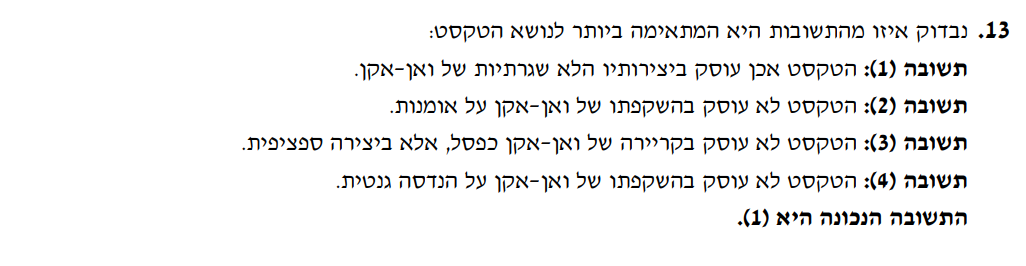 13. נבדוק איזו מהתשובות היא המתאימה ביותר לנושא הטקסט:
תשובה (1): הטקסט אכן עוסק ביצירותיו הלא שגרתיות של ואן-אקן.
תשובה (2): הטקסט לא עוסק בהשקפתו של ואן-אקן על אומנות.
תשובה (3): הטקסט לא עוסק בקריירה של ואן-אקן כפסל, אלא ביצירה ספציפית.
תשובה (4): הטקסט לא עוסק בהשקפתו של ואן-אקן על הנדסה גנטית.
התשובה הנכונה היא (1).